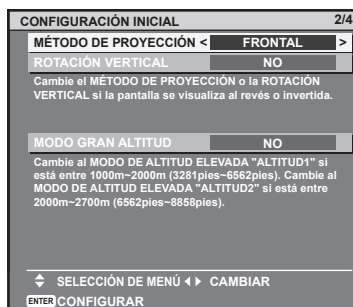 CONFIGURACIÓN INICIAL 2/4
MÉTODO DE PROYECCIÓN < FRONTAL >
ROTACIÓN VERTICAL NO
Cambie el MÉTODO DE PROYECCIÓN o la ROTACIÓN
VERTICAL si la pantalla se visualiza al revés o invertida.
MODO GRAN ALTITUD NO
Cambie al MODO DE ALTITUD ELEVADA "ALTITUD1" si
está entre 1000m~2000m (3281pies~6562pies). Cambie al
MODO DE ALTITUD ELEVADA "ALTITUD2" si está entre
2000m~2700m (6562pies~8858pies).
SELECCIÓN DE MENÚ CAMBIAR
ENTER CONFIGURAR